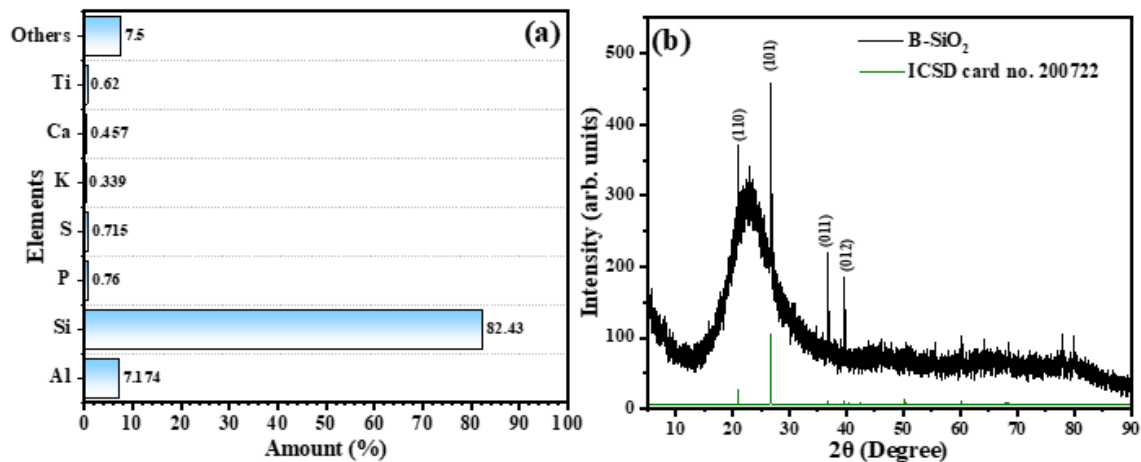 (a)
Elements
Others
7.5
Ti
0.62
Ca
0.457
K
0.339
S
0.715
P
0.76
Si
82.43
Al
7.174
0 10 20 30 40 50 60 70 80 90 100
Amount (%)
(b)
B-SiO₂
ICSD card no. 200722
Intensity (arb. units)
500
400
300
200
100
0
(110)
(101)
(011)
(012)
10 20 30 40 50 60 70 80 90
2θ (Degree)